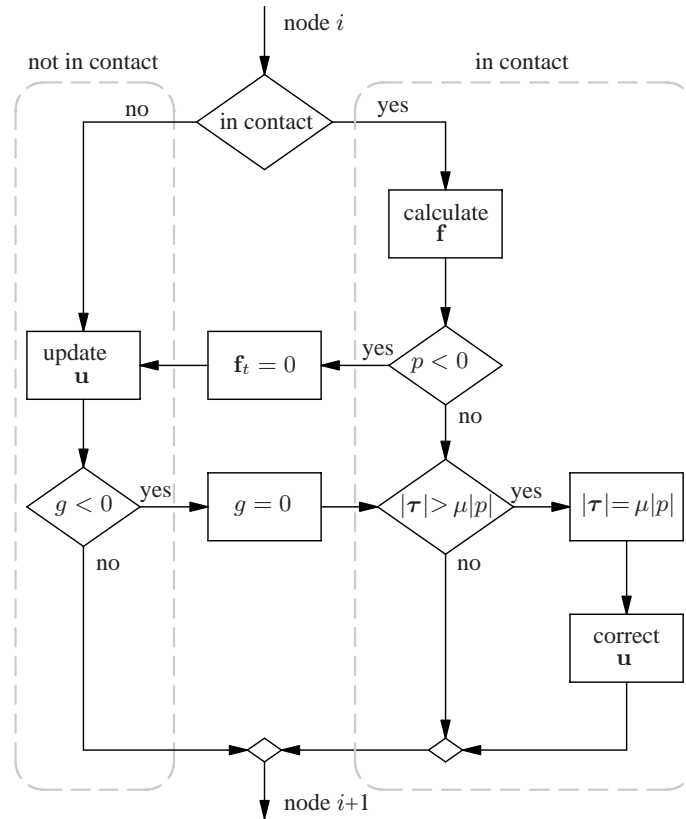 node i
not in contact
in contact
no
in contact
yes
calculate
f
update
u
f_t = 0
yes
p < 0
no
g < 0
yes
g = 0
|τ| > μ|p|
yes
|τ| = μ|p|
no
no
correct
u
node i+1